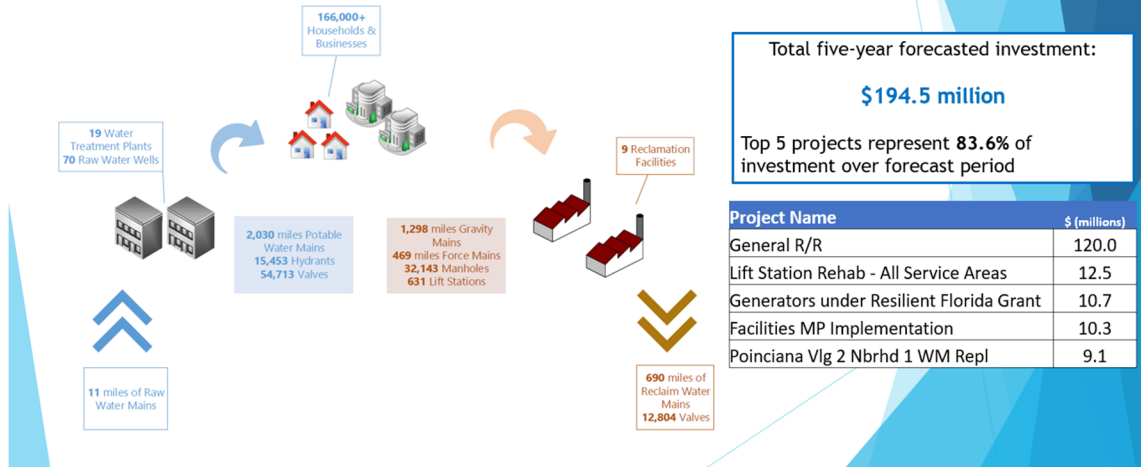 166,000+
Households &
Businesses
19 Water
Treatment Plants
70 Raw Water Wells
9 Reclamation
Facilities
2,030 miles Potable
Water Mains
15,453 Hydrants
54,713 Valves
1,298 miles Gravity
Mains
469 miles Force Mains
32,143 Manholes
631 Lift Stations
11 miles of Raw
Water Mains
690 miles of
Reclaim Water
Mains
12,804 Valves
Total five-year forecasted investment:
$194.5 million
Top 5 projects represent 83.6% of
investment over forecast period
Project Name $ (millions)
General R/R 120.0
Lift Station Rehab - All Service Areas 12.5
Generators under Resilient Florida Grant 10.7
Facilities MP Implementation 10.3
Poinciana Vlg 2 Nbrhd 1 WM Repl 9.1